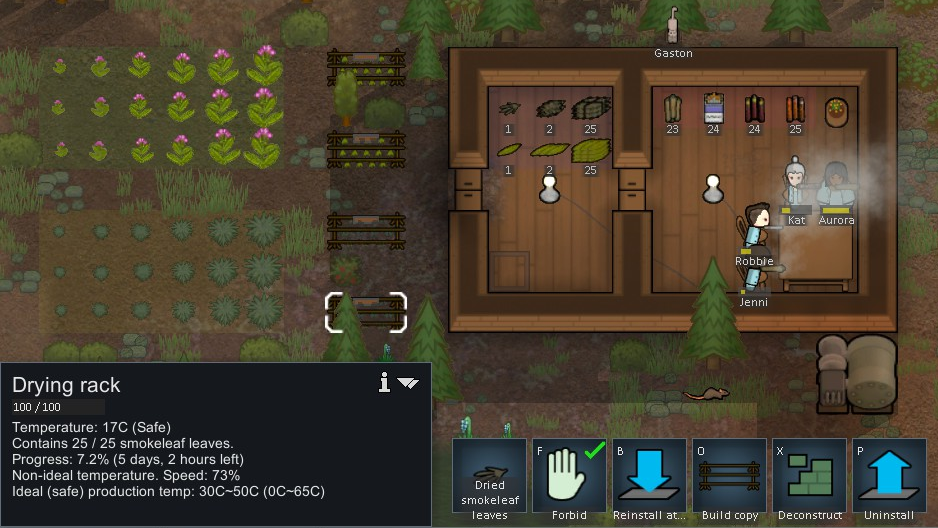 Gaston
1 2 25
23 24 24 25
1 2 25
Kat Aurora
Robbie
Jenni
Drying rack
100 / 100
Temperature: 17C (Safe)
Contains 25 / 25 smokeleaf leaves.
Progress: 7.2% (5 days, 2 hours left)
Non-ideal temperature. Speed: 73%
Ideal (safe) production temp: 30C~50C (0C~65C)
Dried smokeleaf leaves
F Forbid
B Reinstall at...
O Build copy
X Deconstruct
P Uninstall